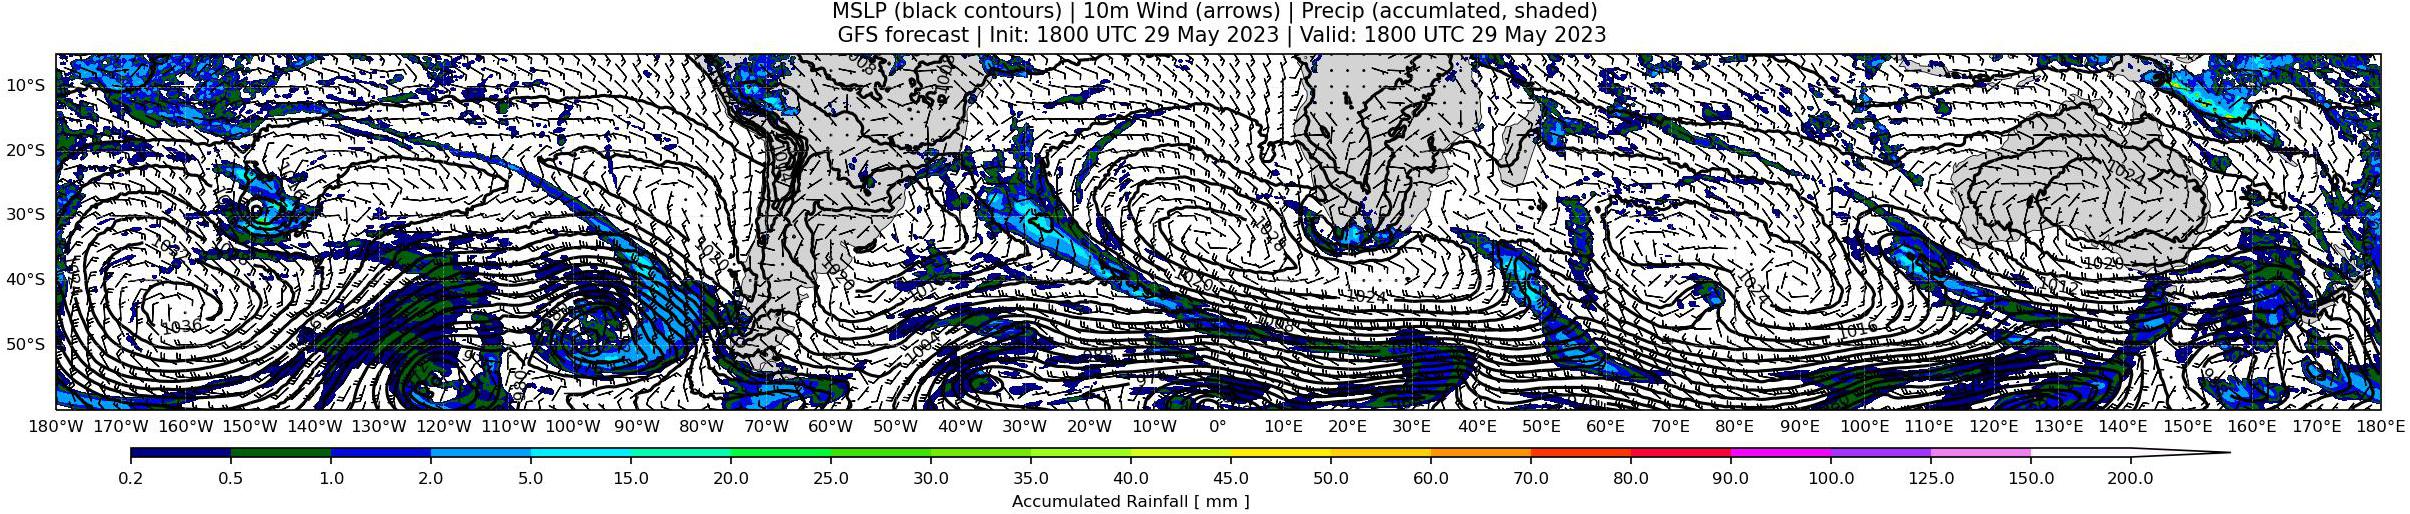 MSLP (black contours) | 10m Wind (arrows) | Precip (accumlated, shaded)
GFS forecast | Init: 1800 UTC 29 May 2023 | Valid: 1800 UTC 29 May 2023
10°S
20°S
30°S
40°S
50°S
1036
1024
1020
1012
1016
1024
1020
180°W 170°W 160°W 150°W 140°W 130°W 120°W 110°W 100°W 90°W 80°W 70°W 60°W 50°W 40°W 30°W 20°W 10°W 0° 10°E 20°E 30°E 40°E 50°E 60°E 70°E 80°E 90°E 100°E 110°E 120°E 130°E 140°E 150°E 160°E 170°E 180°E
0.2 0.5 1.0 2.0 5.0 15.0 20.0 25.0 30.0 35.0 40.0 45.0 50.0 60.0 70.0 80.0 90.0 100.0 125.0 150.0 200.0
Accumulated Rainfall [ mm ]